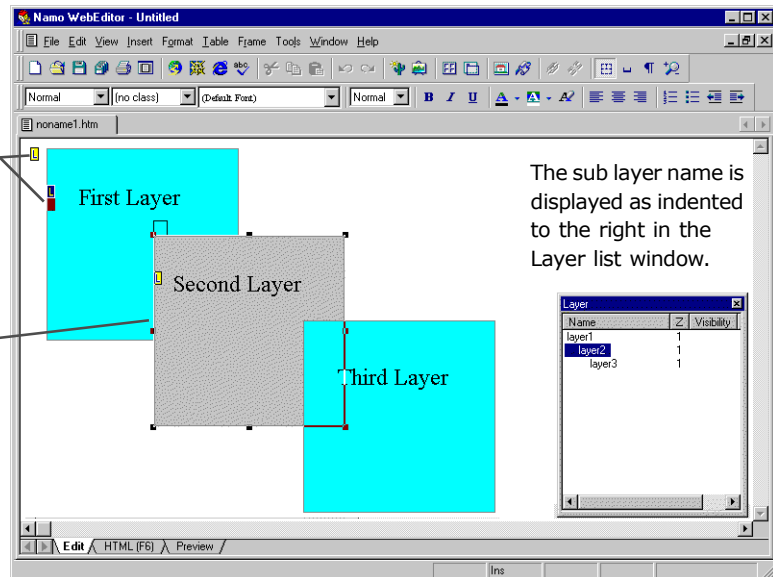 Namo WebEditor - Untitled
File Edit View Insert Format Table Frame Tools Window Help
Normal (no class) (Default Font) Normal B I U A A A
noname1.htm
L
L
First Layer
The sub layer name is
displayed as indented
to the right in the
Layer list window.
L
Second Layer
Layer
Name Z Visibility
layer1 1
layer2 1
layer3 1
Third Layer
Edit HTML (F6) Preview
Ins